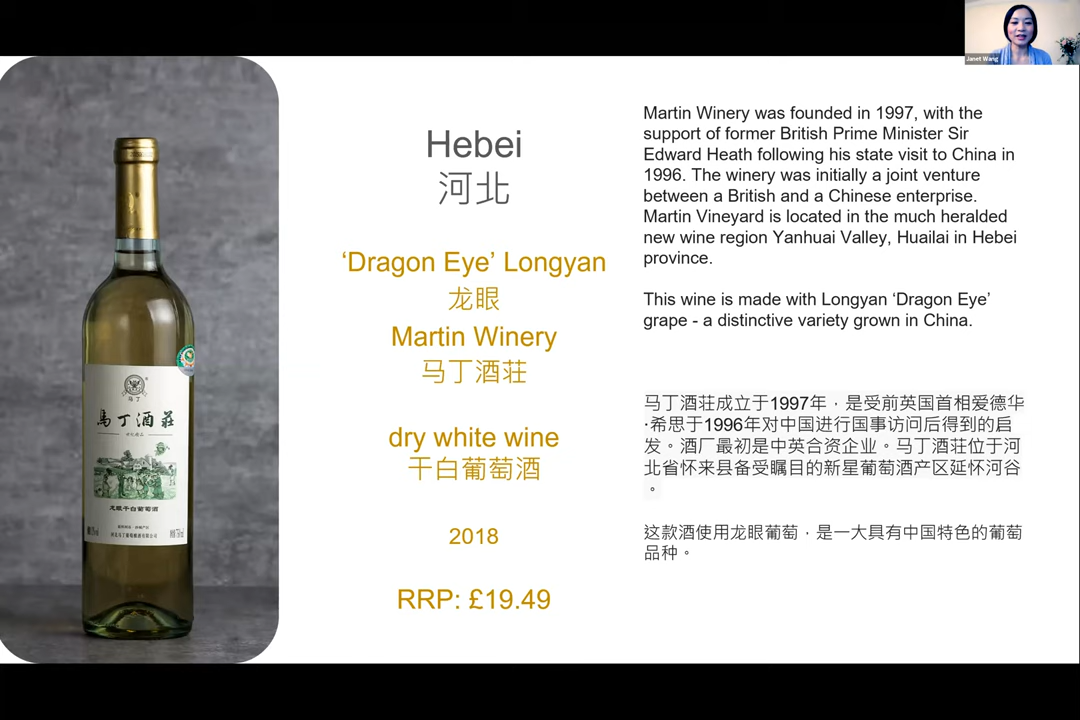 Janet Wang
Hebei
河北
‘Dragon Eye’ Longyan
龙眼
Martin Winery
马丁酒莊
dry white wine
干白葡萄酒
2018
RRP: £19.49
Martin Winery was founded in 1997, with the
support of former British Prime Minister Sir
Edward Heath following his state visit to China in
1996. The winery was initially a joint venture
between a British and a Chinese enterprise.
Martin Vineyard is located in the much heralded
new wine region Yanhuai Valley, Huailai in Hebei
province.
This wine is made with Longyan ‘Dragon Eye’
grape - a distinctive variety grown in China.
马丁酒莊成立于1997年，是受前英国首相爱德华
·希思于1996年对中国进行国事访问后得到的启
发。酒厂最初是中英合资企业。马丁酒莊位于河
北省怀来县备受瞩目的新星葡萄酒产区延怀河谷
。
这款酒使用龙眼葡萄，是一大具有中国特色的葡萄
品种。
马丁
馬丁酒莊
龙眼干白葡萄酒